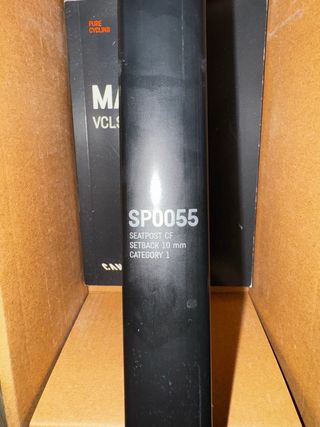 PURE
CYCLING
MA
VCLS
SP0055
SEATPOST CF
SETBACK 10 mm
CATEGORY 1